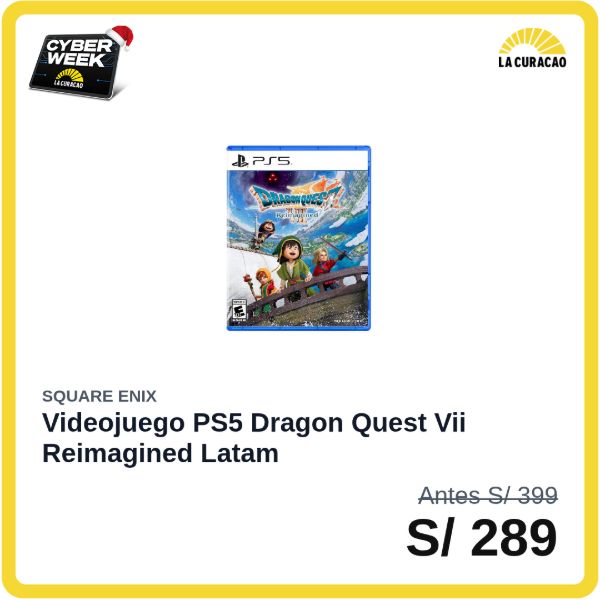 CYBER
WEEK
LA CURACAO
LA CURACAO
PS5
DRAGON QUEST VII
Reimagined
E
SQUARE ENIX
Videojuego PS5 Dragon Quest Vii
Reimagined Latam
Antes S/ 399
S/ 289